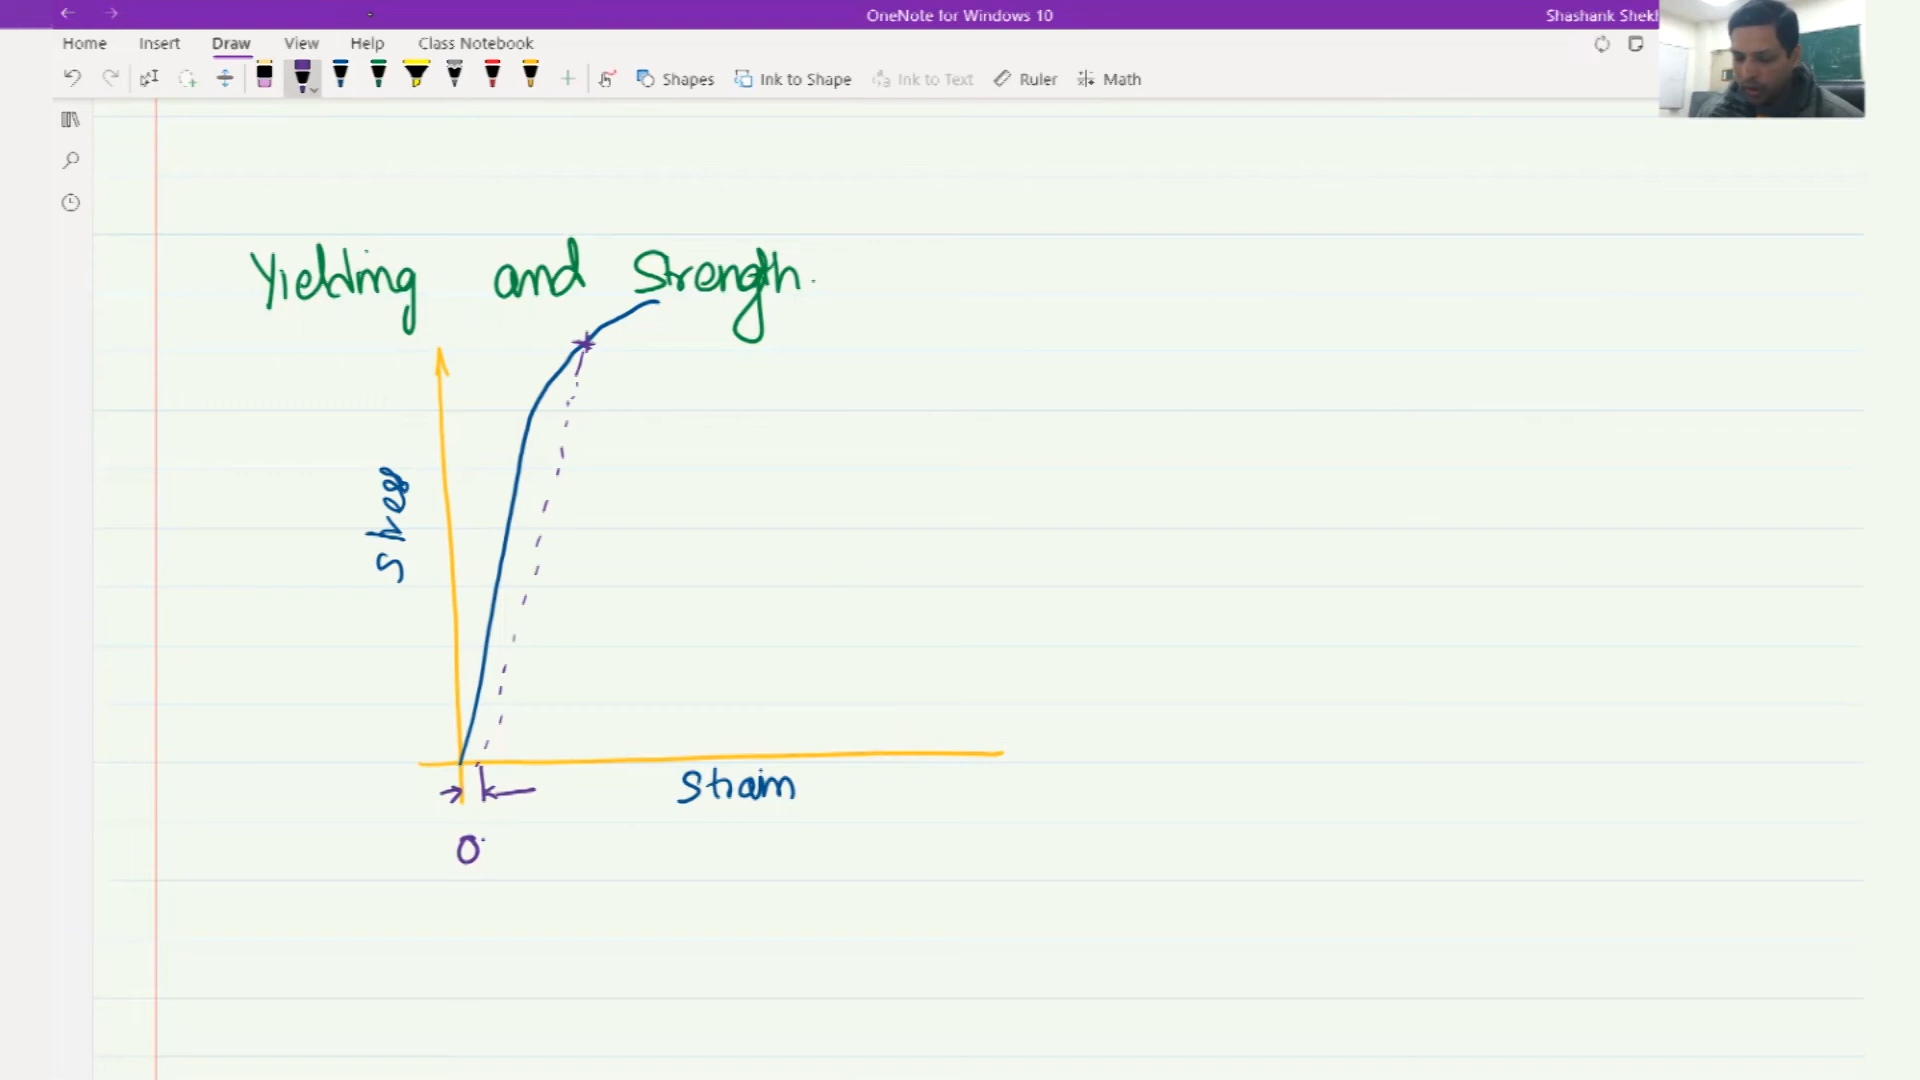 OneNote for Windows 10
Shashank Shekh
Home Insert Draw View Help Class Notebook
Shapes Ink to Shape Ink to Text Ruler Math
Yielding and Strength.
Stress
Strain
0.